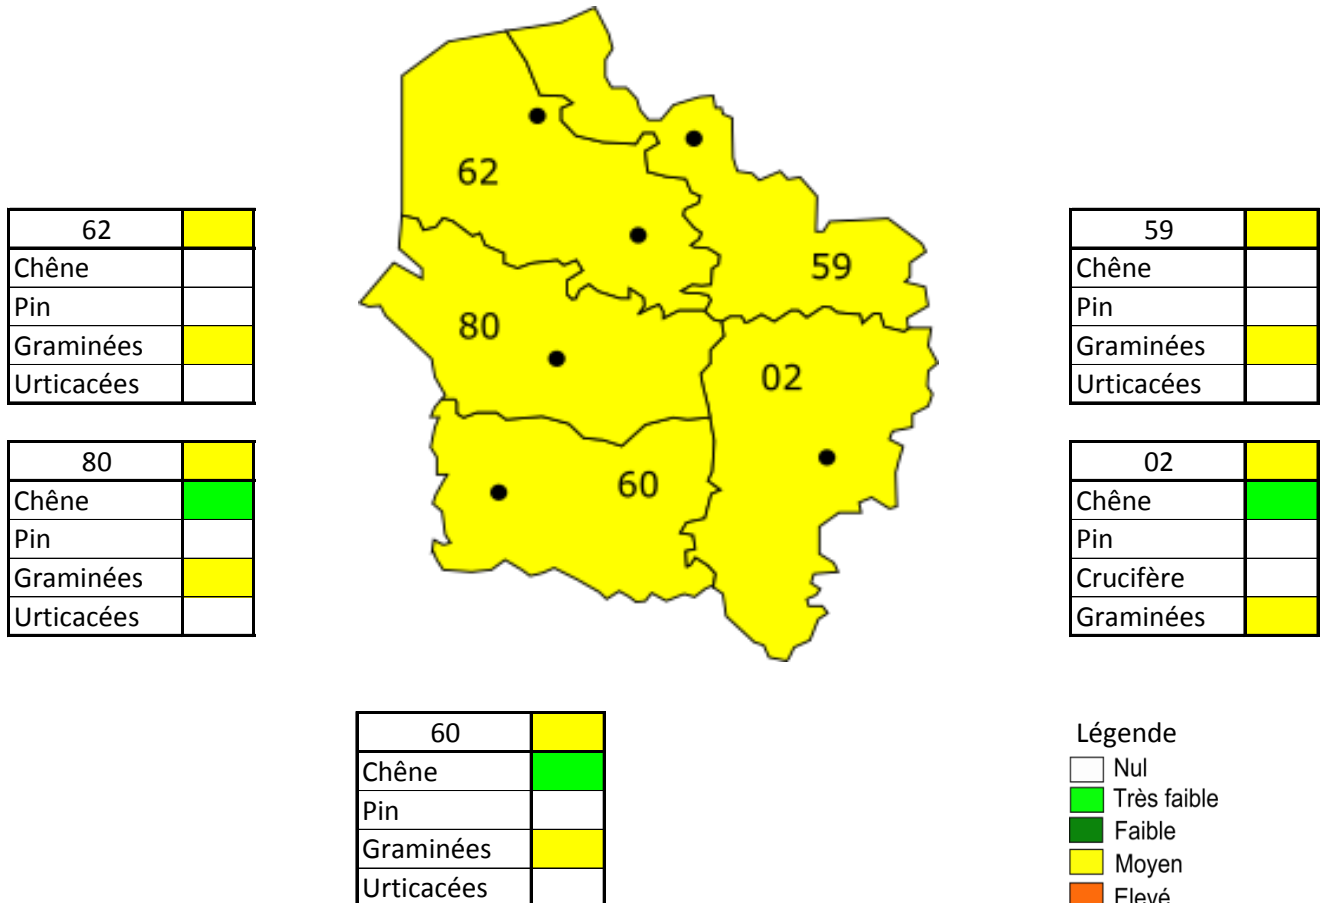 62
59
80
02
60
62
Chêne
Pin
Graminées
Urticacées
59
Chêne
Pin
Graminées
Urticacées
80
Chêne
Pin
Graminées
Urticacées
02
Chêne
Pin
Crucifère
Graminées
60
Chêne
Pin
Graminées
Urticacées
Légende
Nul
Très faible
Faible
Moyen
Elevé